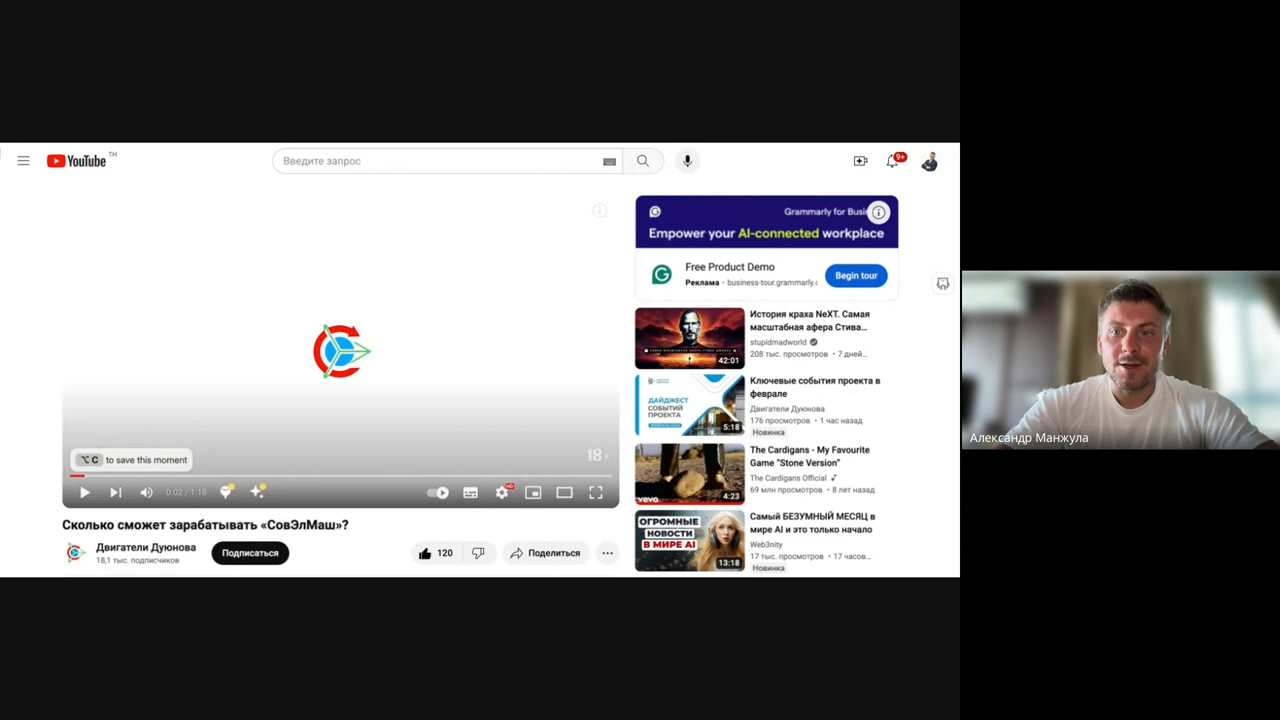 YouTube TH
Введите запрос
9+
Grammarly for Busi
Empower your AI-connected workplace
Free Product Demo
Реклама · business-tour.grammarly.c
Begin tour
История краха NeXT. Самая
масштабная афера Стива...
stupidmadworld
208 тыс. просмотров · 7 дней...
42:01
Ключевые события проекта в
феврале
Двигатели Дуюнова
176 просмотров · 1 час назад
Новинка
ДАЙДЖЕСТ
СОБЫТИЙ
ПРОЕКТА
5:18
The Cardigans - My Favourite
Game "Stone Version"
The Cardigans Official
69 млн просмотров · 8 лет назад
vevo
4:23
Самый БЕЗУМНЫЙ МЕСЯЦ в
мире AI и это только начало
Web3nity
17 тыс. просмотров · 17 часов...
Новинка
ОГРОМНЫЕ
НОВОСТИ
В МИРЕ AI
13:18
⌥ C to save this moment
18+
0:02 / 1:18
HD
Сколько сможет зарабатывать «СовЭлМаш»?
Двигатели Дуюнова
18,1 тыс. подписчиков
Подписаться
120
Поделиться
Александр Манжула